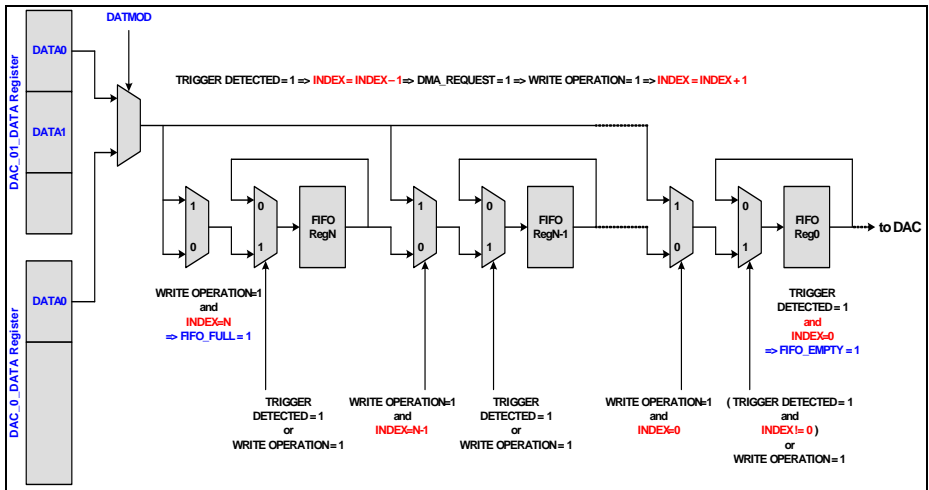 DATMOD
DAC_01_DATA Register
DATA0
DATA1
TRIGGER DETECTED = 1 => INDEX = INDEX – 1 => DMA_REQUEST = 1 => WRITE OPERATION = 1 => INDEX = INDEX + 1
1
0
0
1
FIFO
RegN
1
0
0
1
FIFO
RegN-1
1
0
0
1
FIFO
Reg0
to DAC
DAC_0_DATA Register
DATA0
WRITE OPERATION=1
and
INDEX=N
=> FIFO_FULL = 1
TRIGGER
DETECTED = 1
and
INDEX=0
=> FIFO_EMPTY = 1
TRIGGER
DETECTED = 1
or
WRITE OPERATION = 1
WRITE OPERATION=1
and
INDEX=N-1
TRIGGER
DETECTED = 1
or
WRITE OPERATION = 1
WRITE OPERATION=1
and
INDEX=0
( TRIGGER DETECTED = 1
and
INDEX != 0 )
or
WRITE OPERATION = 1